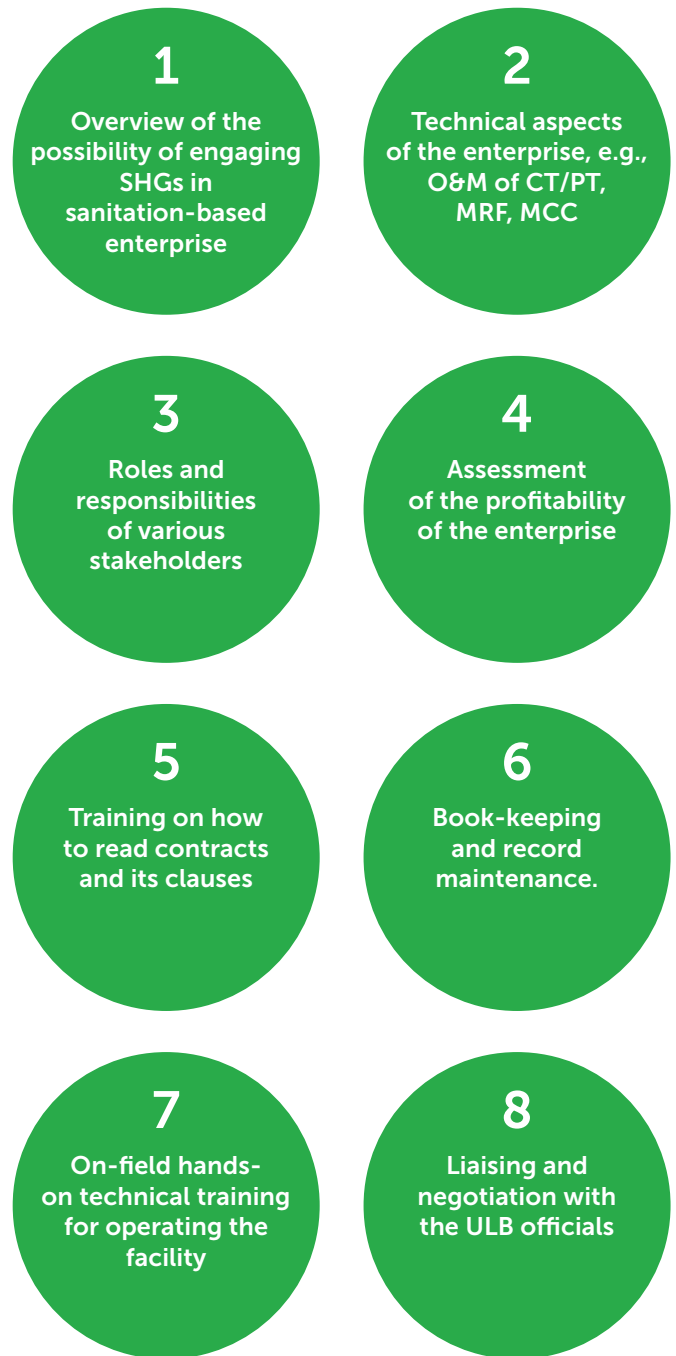 1
Overview of the
possibility of engaging
SHGs in
sanitation-based
enterprise
2
Technical aspects
of the enterprise, e.g.,
O&M of CT/PT,
MRF, MCC
3
Roles and
responsibilities
of various
stakeholders
4
Assessment
of the profitability
of the enterprise
5
Training on how
to read contracts
and its clauses
6
Book-keeping
and record
maintenance.
7
On-field hands-
on technical training
for operating the
facility
8
Liaising and
negotiation with
the ULB officials